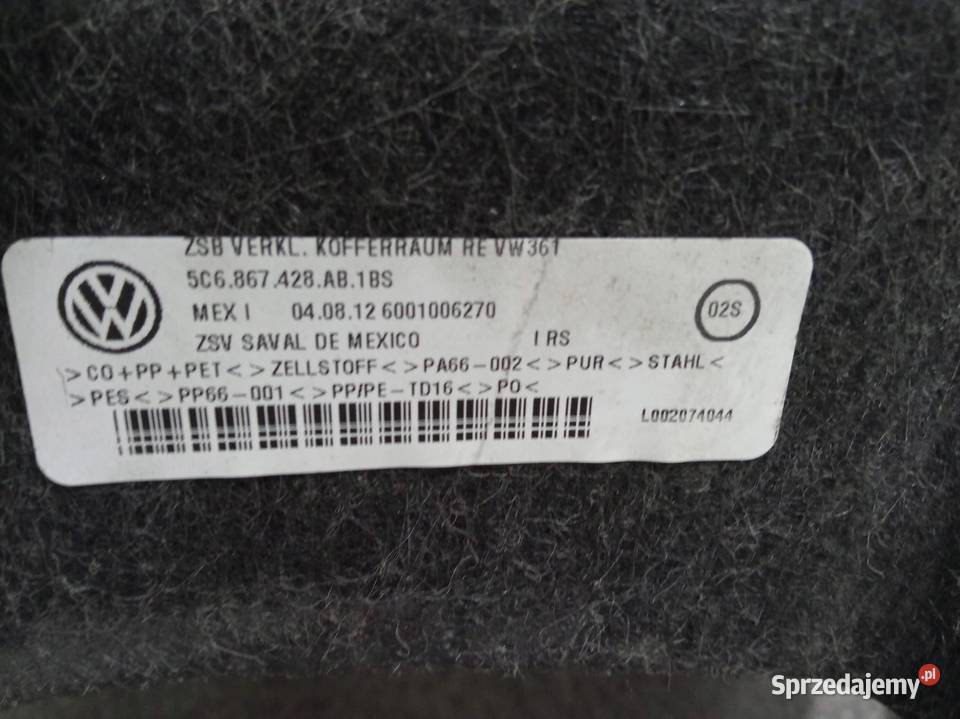 ZSB VERKL. KOFFERRAUM RE VW361
5C6.867.428.AB.1BS
MEX I 04.08.12 6001006270
02S
ZSV SAVAL DE MEXICO I RS
>CO+PP+PET< >ZELLSTOFF< >PA66-002< >PUR< >STAHL<
>PES< >PP66-001< >PP/PE-TD16< >PO<
L002074044
Sprzedajemy.pl